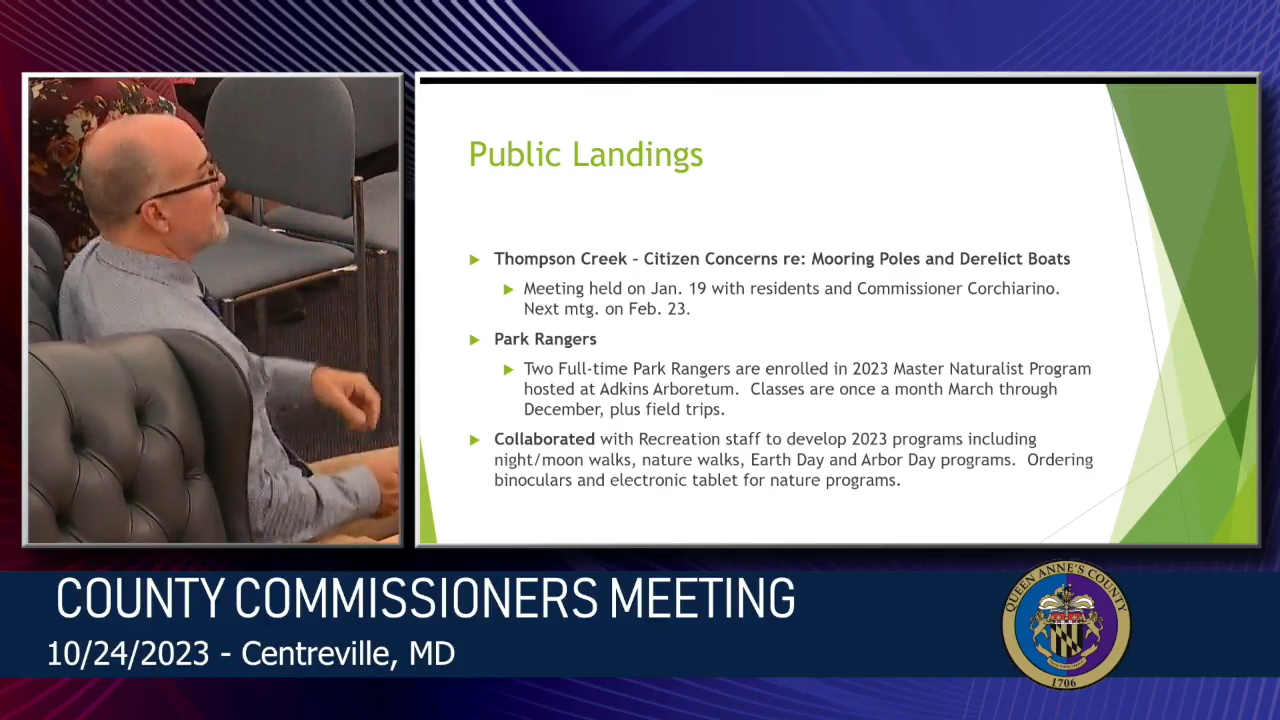 Public Landings
Thompson Creek – Citizen Concerns re: Mooring Poles and Derelict Boats
Meeting held on Jan. 19 with residents and Commissioner Corchiarino.
Next mtg. on Feb. 23.
Park Rangers
Two Full-time Park Rangers are enrolled in 2023 Master Naturalist Program
hosted at Adkins Arboretum.  Classes are once a month March through
December, plus field trips.
Collaborated with Recreation staff to develop 2023 programs including
night/moon walks, nature walks, Earth Day and Arbor Day programs.  Ordering
binoculars and electronic tablet for nature programs.
COUNTY COMMISSIONERS MEETING
10/24/2023 - Centreville, MD
QUEEN ANNE'S COUNTY
1706